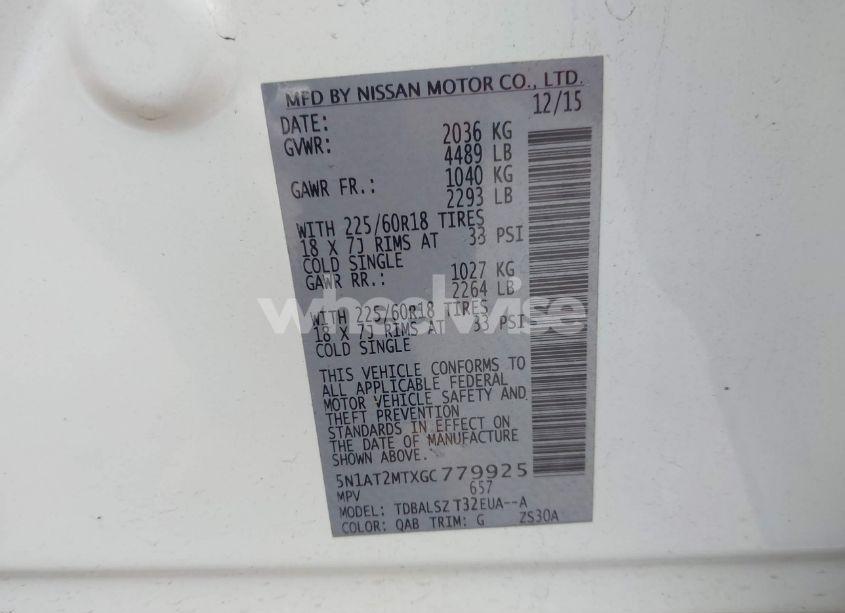 MFD BY NISSAN MOTOR CO., LTD.
DATE: 12/15
GVWR: 2036 KG
4489 LB
GAWR FR.: 1040 KG
2293 LB
WITH 225/60R18 TIRES
18 X 7J RIMS AT 33 PSI
COLD SINGLE
GAWR RR.: 1027 KG
2264 LB
WITH 225/60R18 TIRES
18 X 7J RIMS AT 33 PSI
COLD SINGLE
wheelwise
THIS VEHICLE CONFORMS TO
ALL APPLICABLE FEDERAL
MOTOR VEHICLE SAFETY AND
THEFT PREVENTION
STANDARDS IN EFFECT ON
THE DATE OF MANUFACTURE
SHOWN ABOVE.
5N1AT2MTXGC779925
MPV 657
MODEL: TDBALSZ T32EUA--A
COLOR: QAB TRIM: G ZS30A